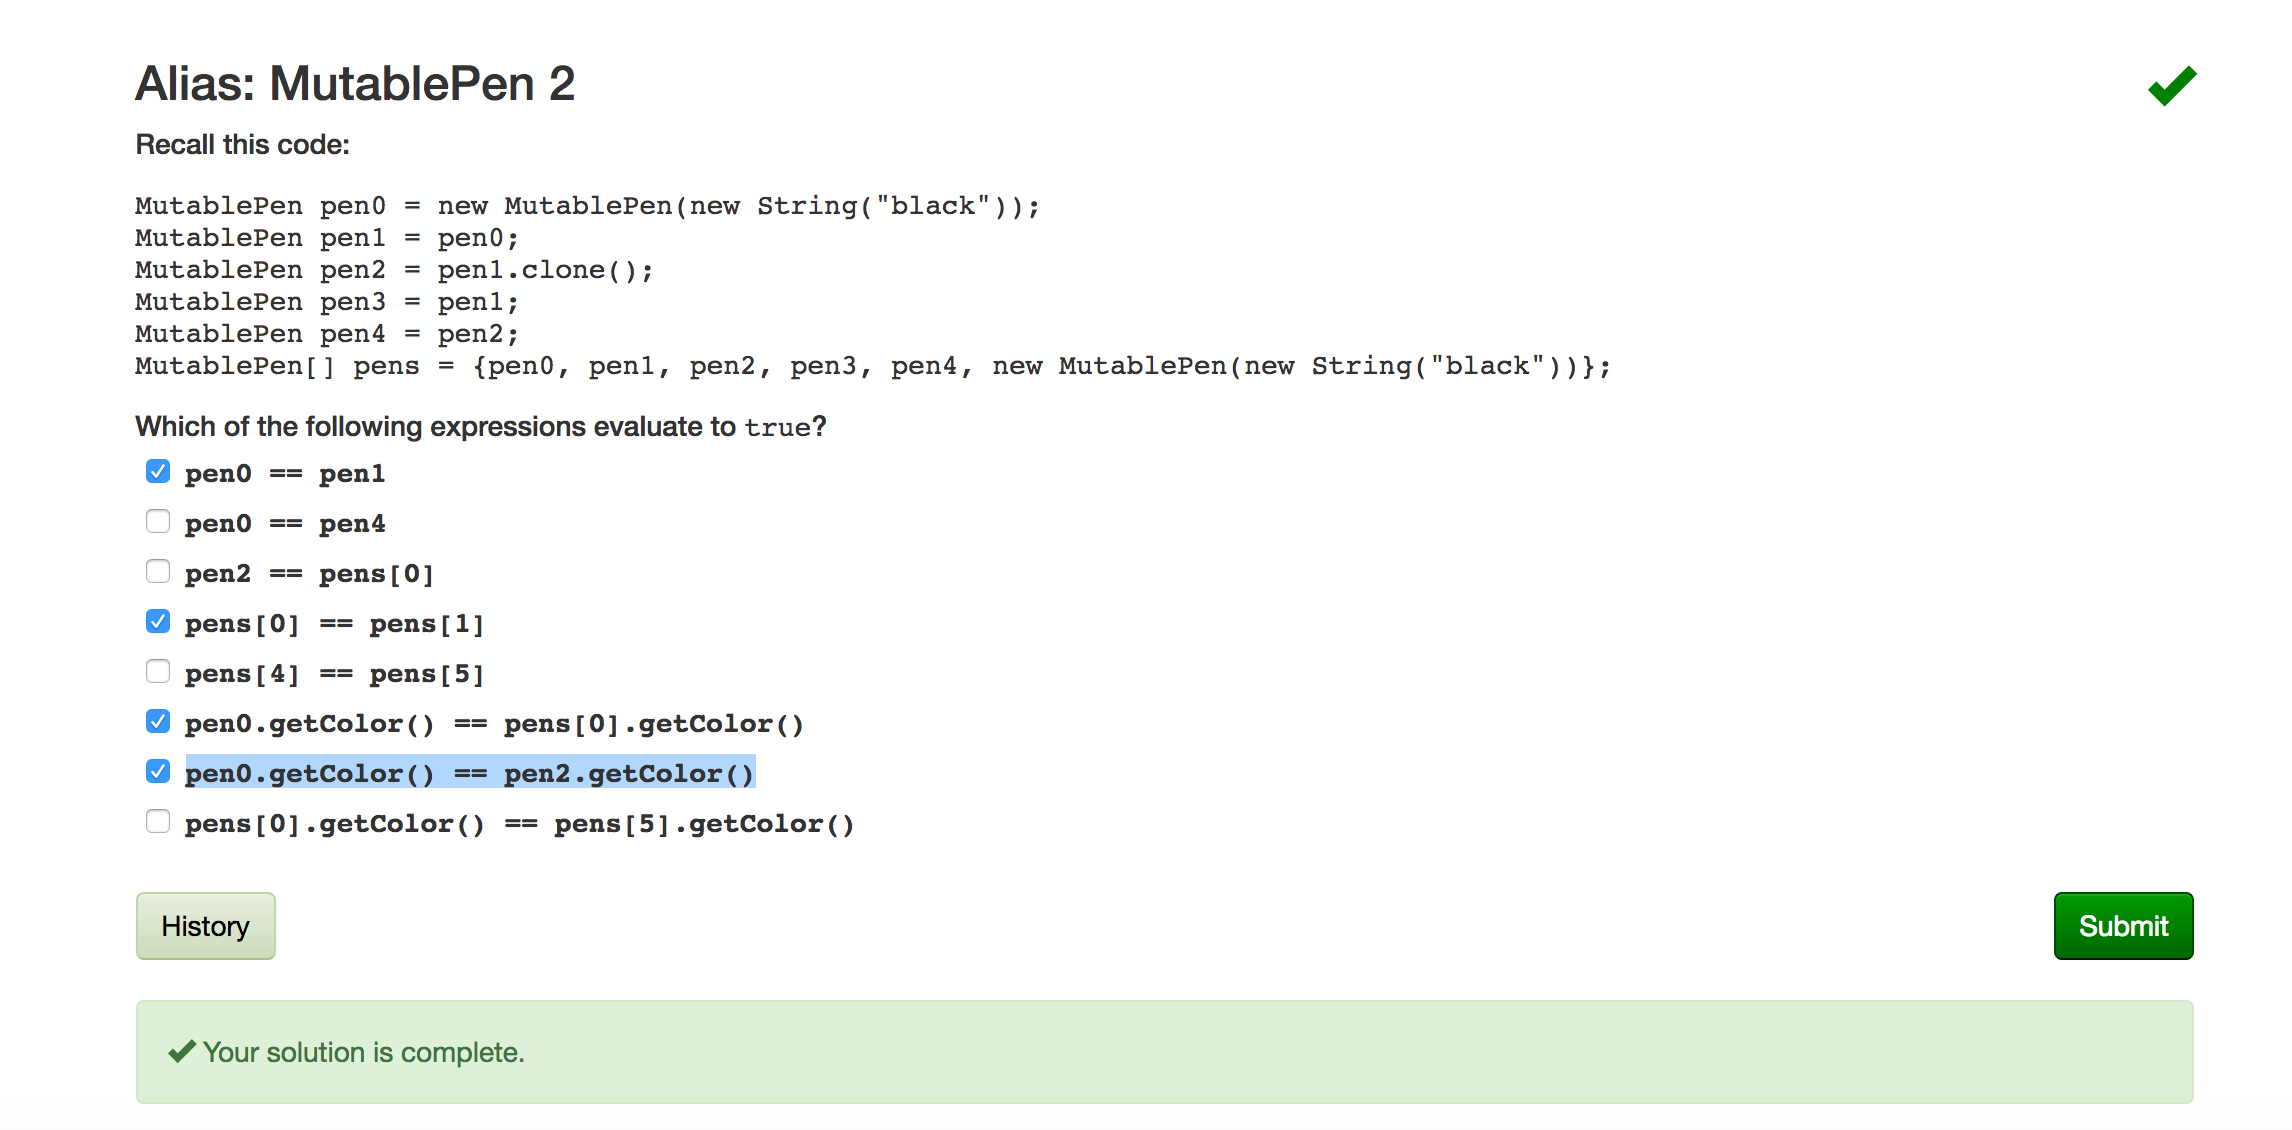 Alias: MutablePen 2
Recall this code:
MutablePen pen0 = new MutablePen(new String("black"));
MutablePen pen1 = pen0;
MutablePen pen2 = pen1.clone();
MutablePen pen3 = pen1;
MutablePen pen4 = pen2;
MutablePen[] pens = {pen0, pen1, pen2, pen3, pen4, new MutablePen(new String("black"))};
Which of the following expressions evaluate to true?
pen0 == pen1
pen0 == pen4
pen2 == pens[0]
pens[0] == pens[1]
pens[4] == pens[5]
pen0.getColor() == pens[0].getColor()
pen0.getColor() == pen2.getColor()
pens[0].getColor() == pens[5].getColor()
History
Submit
Your solution is complete.